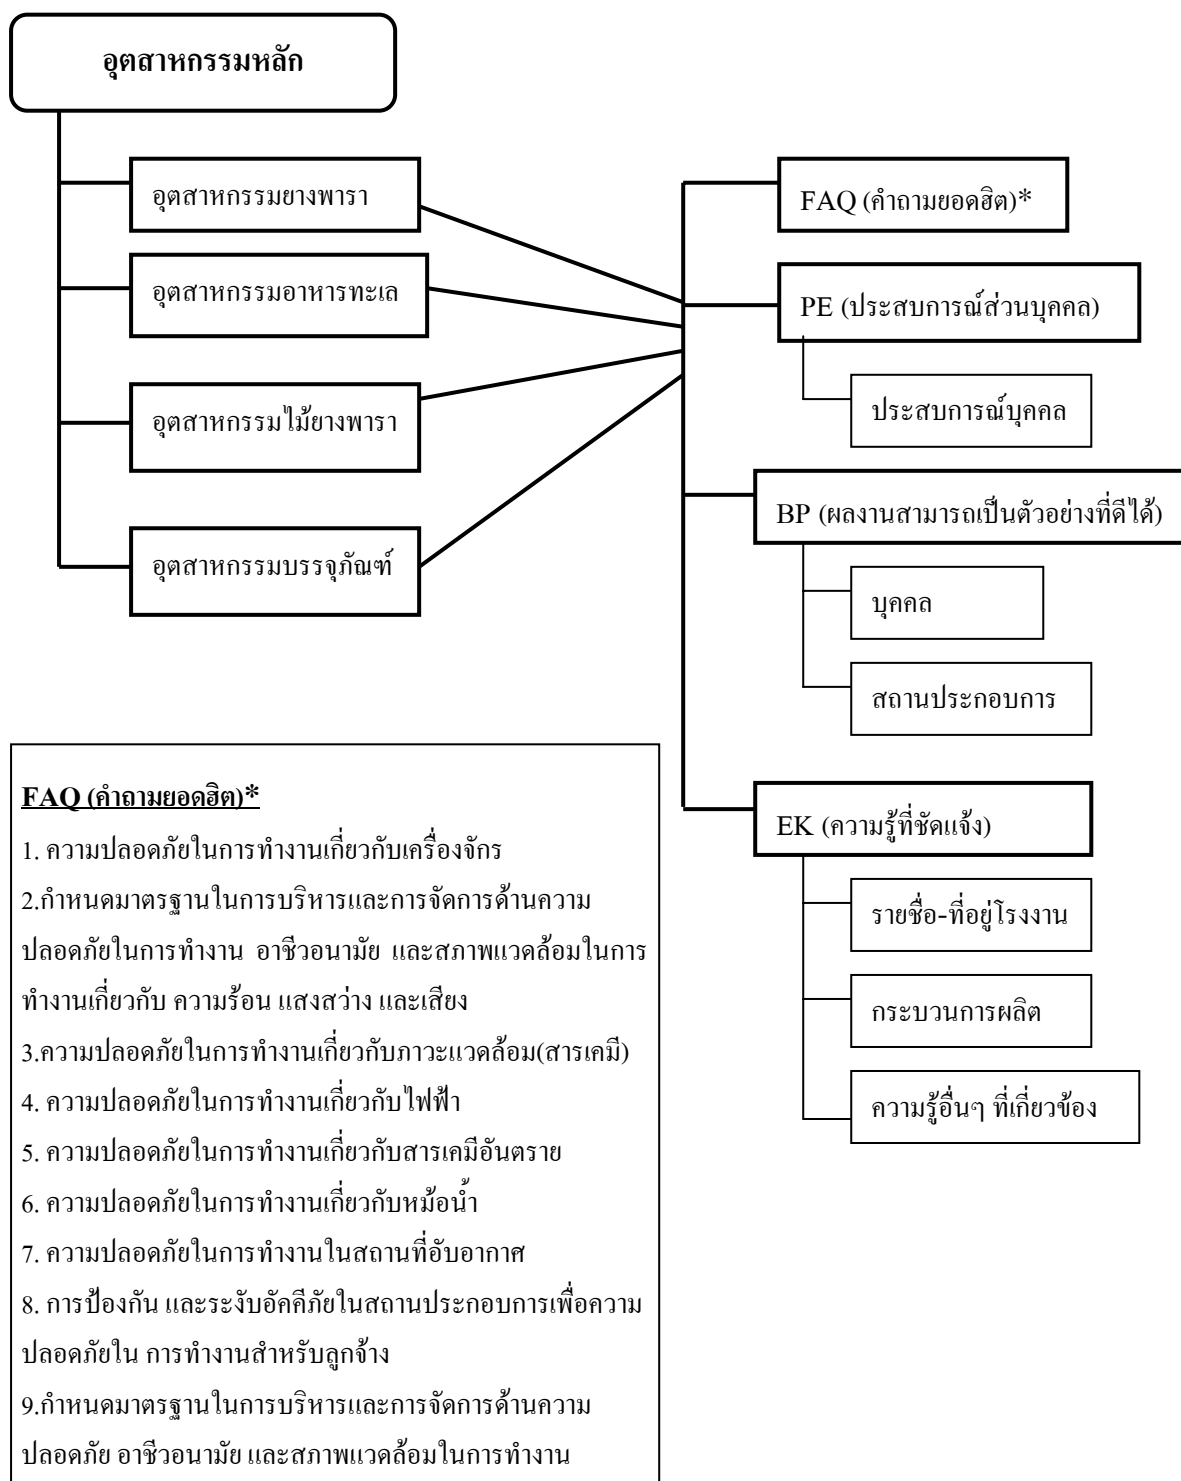 อุตสาหกรรมหลัก
อุตสาหกรรมยางพารา
อุตสาหกรรมอาหารทะเล
อุตสาหกรรมไม้ยางพารา
อุตสาหกรรมบรรจุภัณฑ์
FAQ (คำถามยอดฮิต)*
PE (ประสบการณ์ส่วนบุคคล)
ประสบการณ์บุคคล
BP (ผลงานสามารถเป็นตัวอย่างที่ดีได้)
บุคคล
สถานประกอบการ
EK (ความรู้ที่ชัดแจ้ง)
รายชื่อ-ที่อยู่โรงงาน
กระบวนการผลิต
ความรู้อื่นๆ ที่เกี่ยวข้อง
FAQ (คำถามยอดฮิต)*
1. ความปลอดภัยในการทำงานเกี่ยวกับเครื่องจักร
2.กำหนดมาตรฐานในการบริหารและการจัดการด้านความ
ปลอดภัยในการทำงาน อาชีวอนามัย และสภาพแวดล้อมในการ
ทำงานเกี่ยวกับ ความร้อน แสงสว่าง และเสียง
3.ความปลอดภัยในการทำงานเกี่ยวกับภาวะแวดล้อม(สารเคมี)
4. ความปลอดภัยในการทำงานเกี่ยวกับไฟฟ้า
5. ความปลอดภัยในการทำงานเกี่ยวกับสารเคมีอันตราย
6. ความปลอดภัยในการทำงานเกี่ยวกับหม้อน้ำ
7. ความปลอดภัยในการทำงานในสถานที่อับอากาศ
8. การป้องกัน และระงับอัคคีภัยในสถานประกอบการเพื่อความ
ปลอดภัยใน การทำงานสำหรับลูกจ้าง
9.กำหนดมาตรฐานในการบริหารและการจัดการด้านความ
ปลอดภัย อาชีวอนามัย และสภาพแวดล้อมในการทำงาน